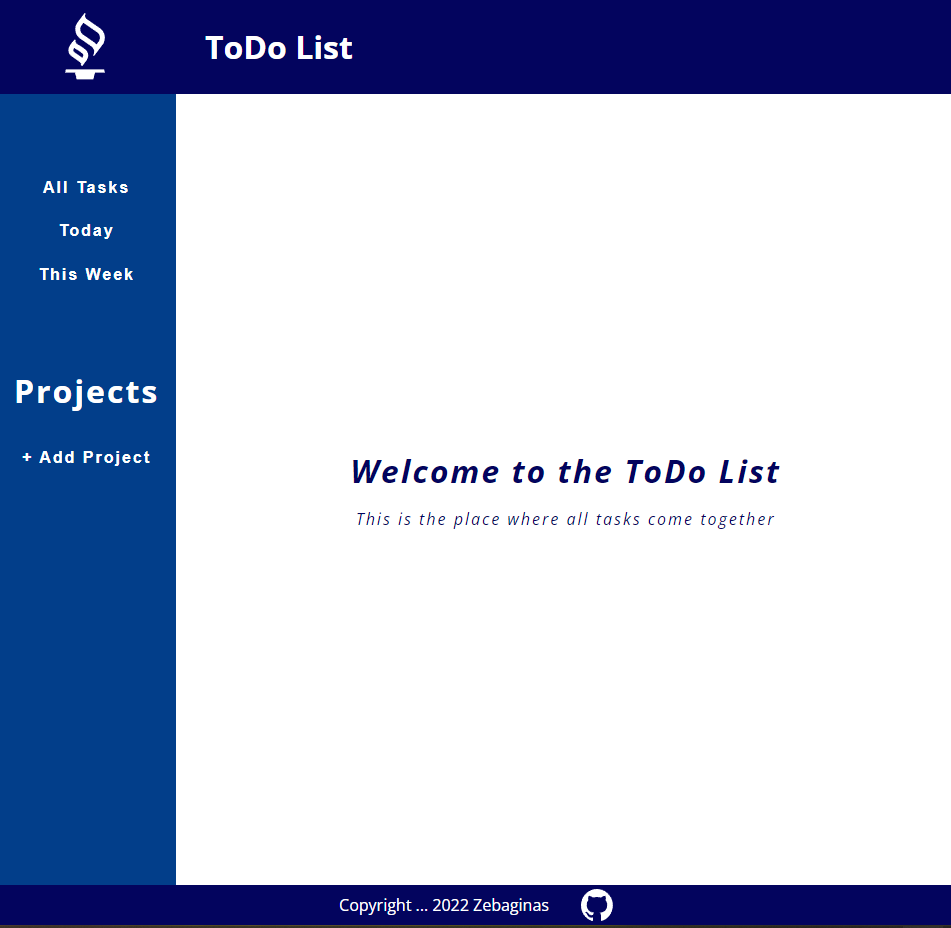 ToDo List
All Tasks
Today
This Week
Projects
+ Add Project
Welcome to the ToDo List
This is the place where all tasks come together
Copyright ... 2022 Zebaginas